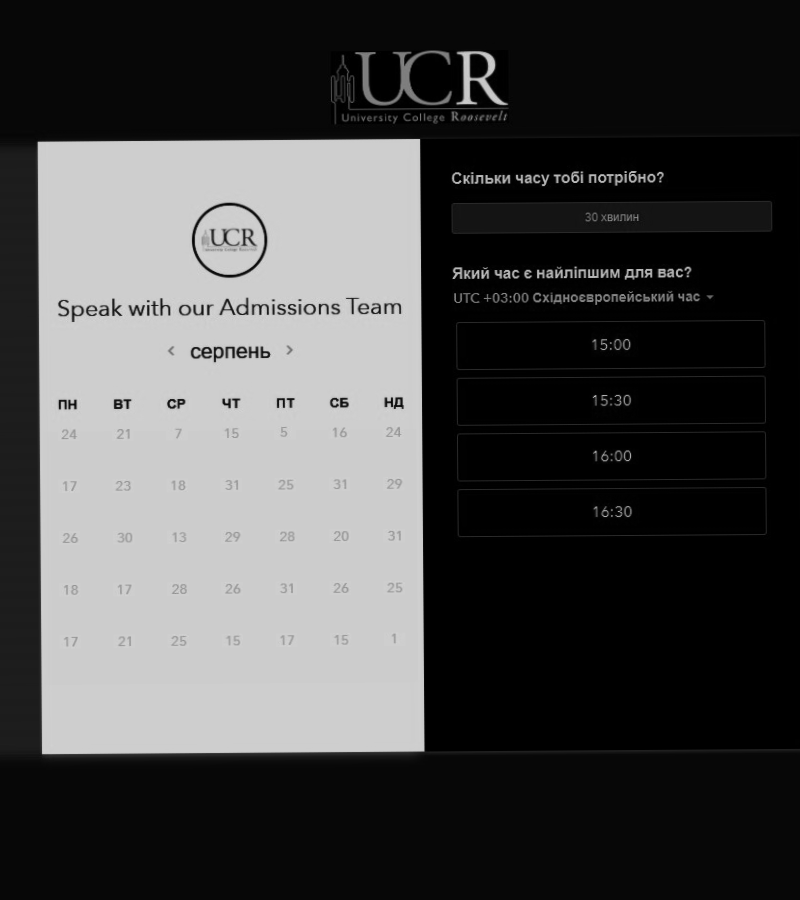 UCR
University College Roosevelt
UCR
Speak with our Admissions Team
< серпень >
ПН ВТ СР ЧТ ПТ СБ НД
24 21 7 15 5 16 24
17 23 18 31 25 31 29
26 30 13 29 28 20 31
18 17 28 26 31 26 25
17 21 25 15 17 15 1
Скільки часу тобі потрібно?
30 хвилин
Який час є найліпшим для вас?
UTC +03:00 Східноєвропейський час
15:00
15:30
16:00
16:30